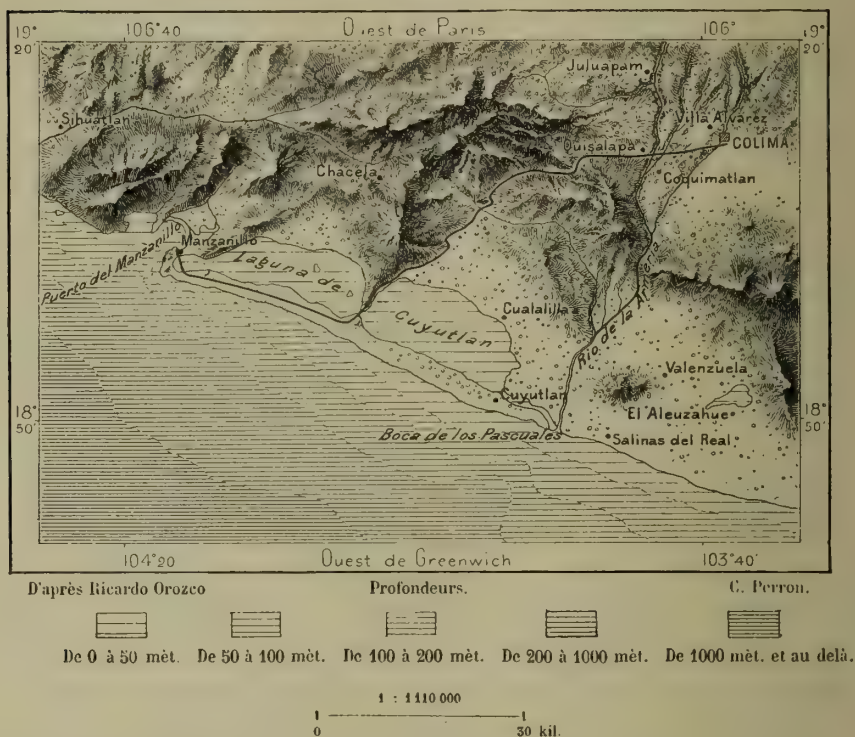 19° 106°40 Ouest de Paris 106° 19°
20' 20'
Juluapam
Sihuatlan
Villa Alvarez
COLIMA
Quisalapa
Chacela
Coquimatlan
Manzanillo
Puerto del Manzanillo
Laguna de
Cuyutlan
Cualalilla
Rio de la Armeria
Valenzuela
Cuyutlan
18° El Aleuzahue 18°
50' 50'
Boca de los Pascuales
Salinas del Real
104°20 Ouest de Greenwich 103°40'
D'après Ricardo Orozco Profondeurs. C. Perron.
De 0 à 50 mèt. De 50 à 100 mèt. De 100 à 200 mèt. De 200 à 1000 mèt. De 1000 mèt. et au delà.
1 : 1 110 000
0 30 kil.